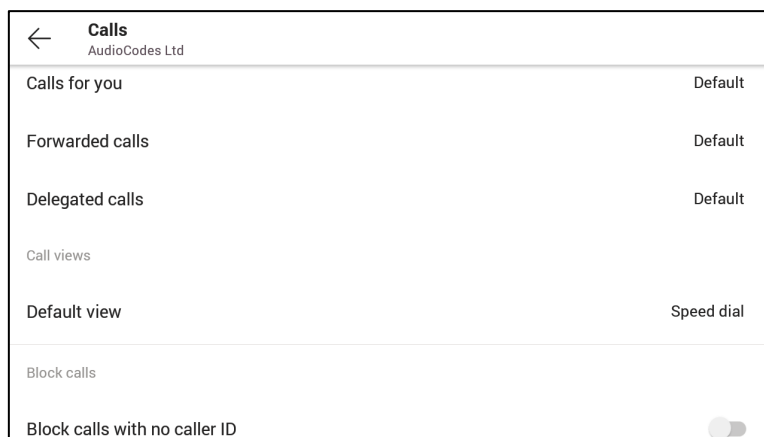 Calls
AudioCodes Ltd
Calls for you Default
Forwarded calls Default
Delegated calls Default
Call views
Default view Speed dial
Block calls
Block calls with no caller ID